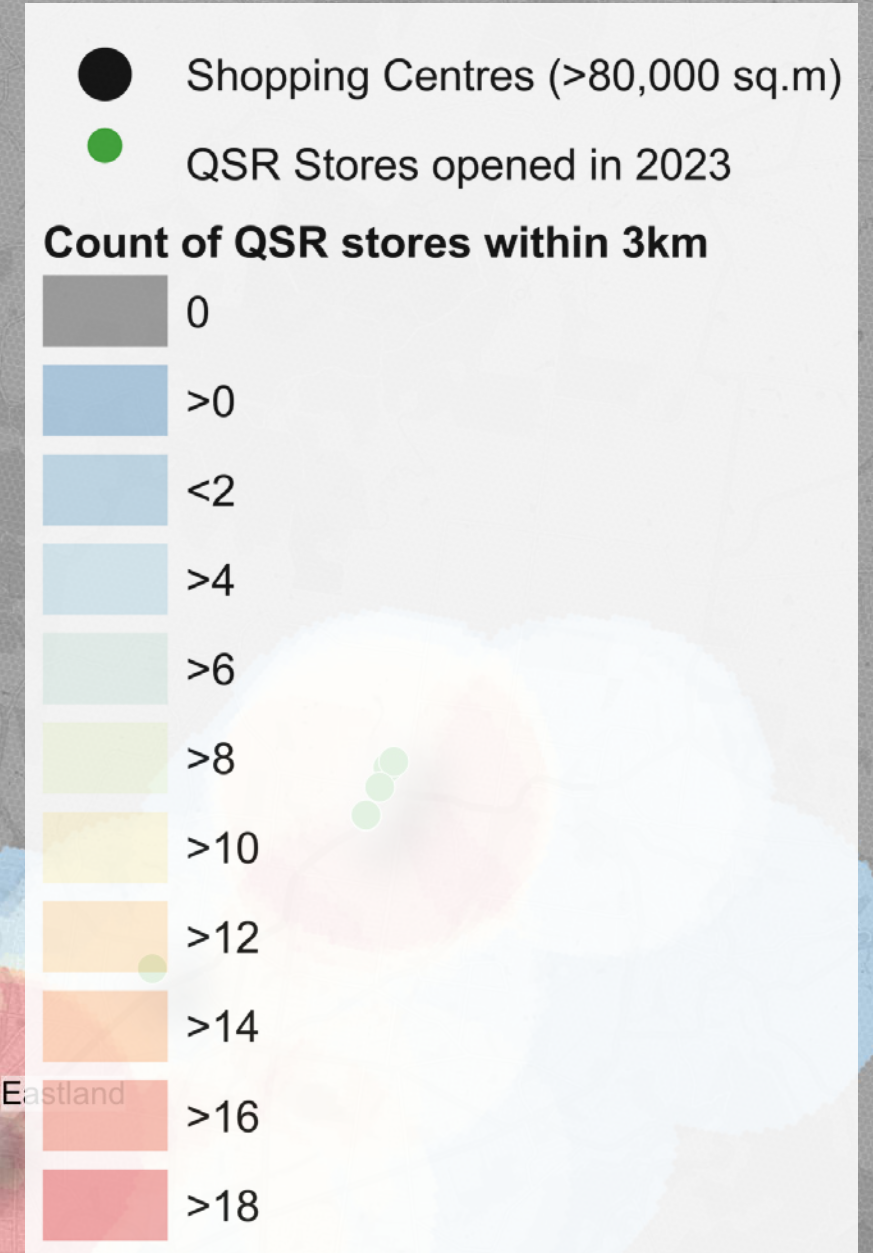 Shopping Centres (>80,000 sq.m)
QSR Stores opened in 2023
Count of QSR stores within 3km
0
>0
<2
>4
>6
>8
>10
>12
>14
>16
>18
Eastland